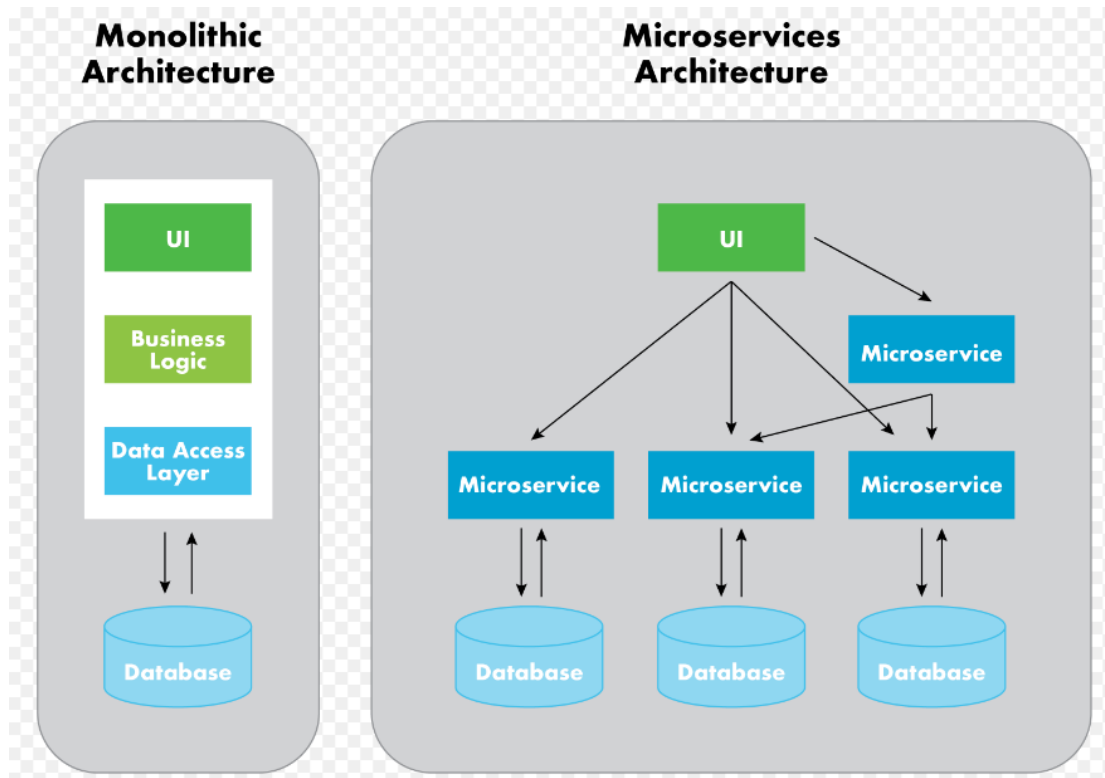 Monolithic
Architecture
UI
Business
Logic
Data Access
Layer
Database
Microservices
Architecture
UI
Microservice
Microservice
Microservice
Microservice
Database
Database
Database